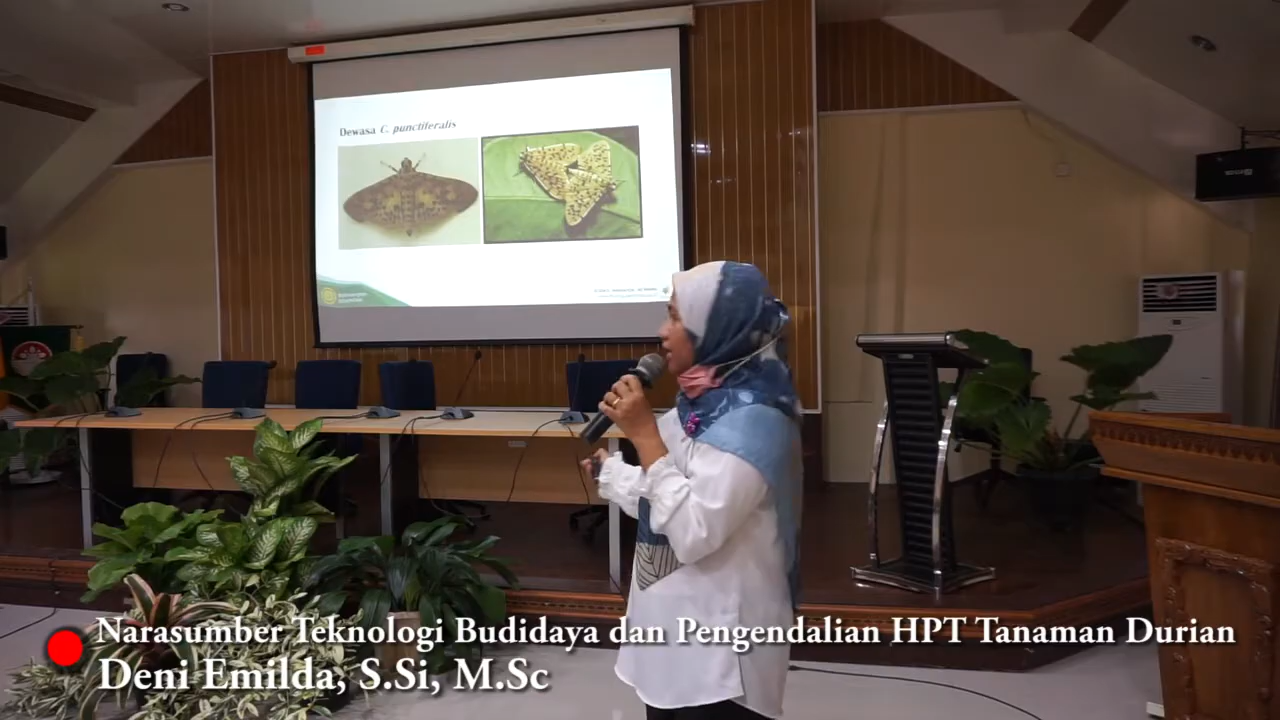 Dewasa C. punctiferalis
Narasumber Teknologi Budidaya dan Pengendalian HPT Tanaman Durian
Deni Emilda, S.Si, M.Sc